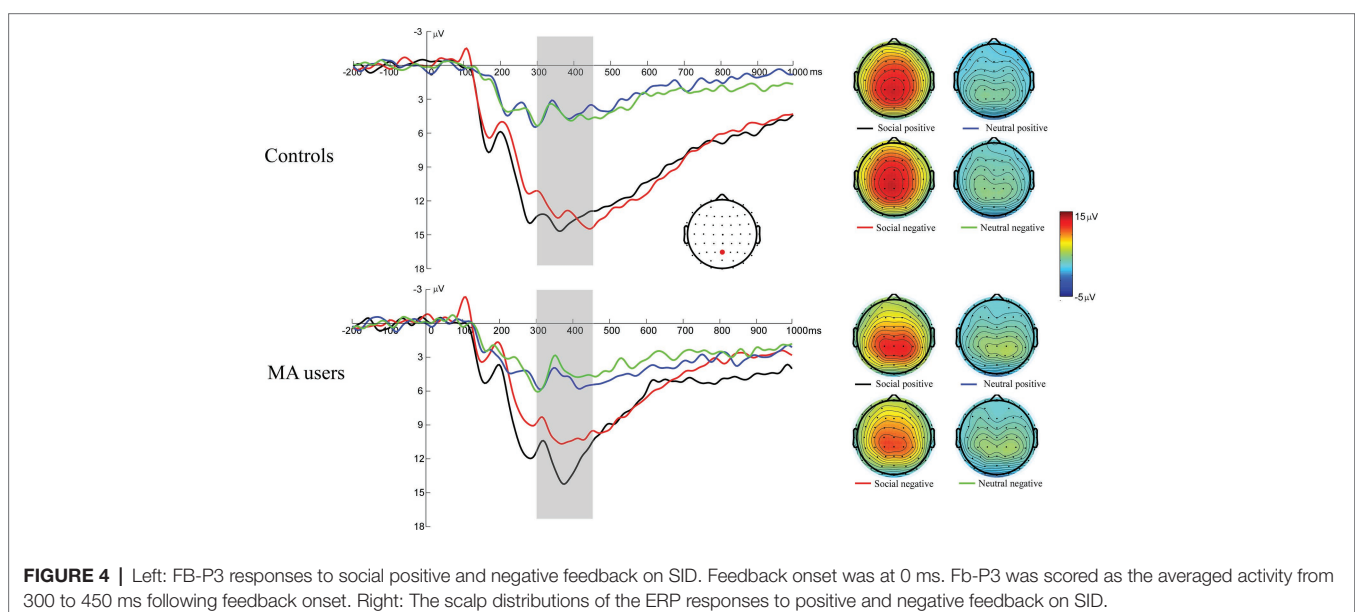 -3
μV
-200 -100 0 100 200 300 400 500 600 700 800 900 1000 ms
3
6
9
12
15
18
Controls
Social positive Neutral positive
Social negative Neutral negative
15 μV
-5 μV
-3
μV
-200 -100 0 100 200 300 400 500 600 700 800 900 1000ms
3
6
9
12
15
18
MA users
Social positive Neutral positive
Social negative Neutral negative
FIGURE 4 | Left: FB-P3 responses to social positive and negative feedback on SID. Feedback onset was at 0 ms. Fb-P3 was scored as the averaged activity from
300 to 450 ms following feedback onset. Right: The scalp distributions of the ERP responses to positive and negative feedback on SID.